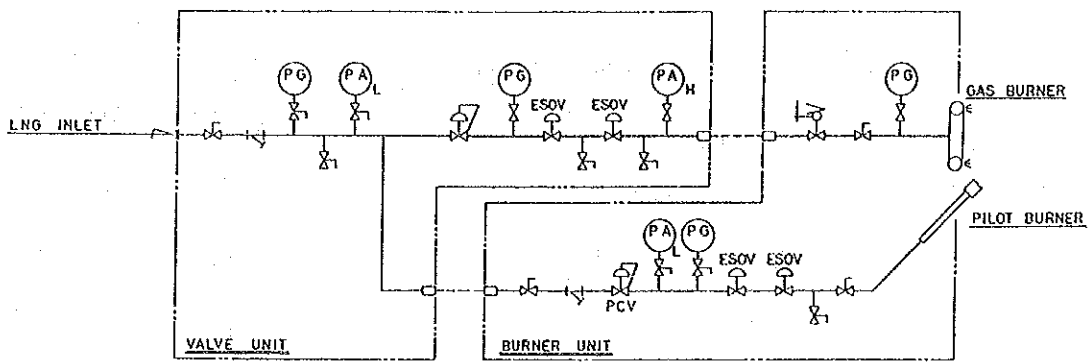 PG
PA
L
PG
PA
H
PG
ESOV
ESOV
GAS BURNER
LNG INLET
PILOT BURNER
PA
L
PG
ESOV
ESOV
PCV
VALVE UNIT
BURNER UNIT